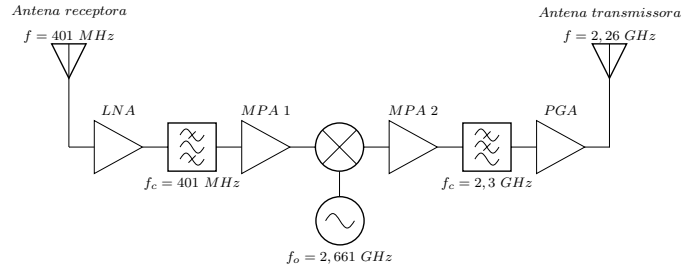 Antena receptora
f = 401 MHz
Antena transmissora
f = 2, 26 GHz
LNA
MPA 1
MPA 2
PGA
f_c = 401 MHz
f_c = 2, 3 GHz
f_o = 2, 661 GHz